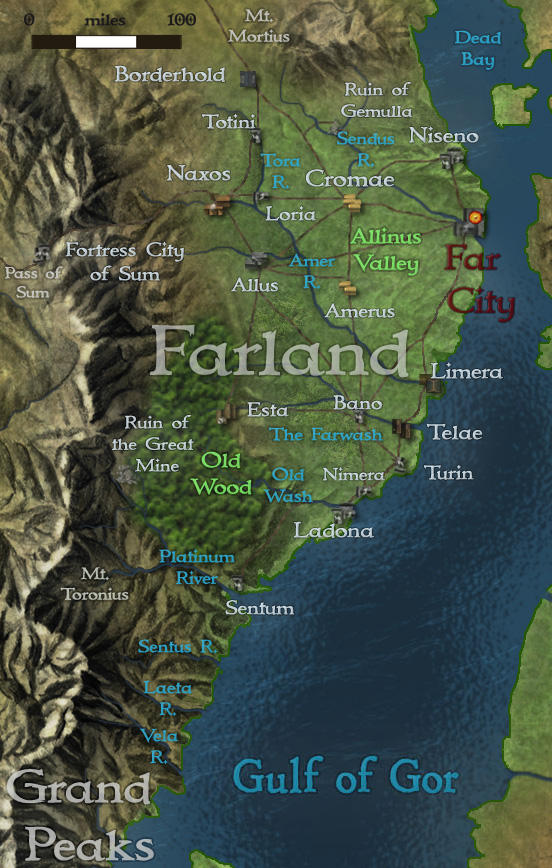 0 miles 100
Mt.
Mortius
Dead
Bay
Borderhold
Ruin of
Gemulla
Totini
Sendus
R.
Niseno
Tora
R.
Naxos
Cromae
Loria
Allinus
Valley
Fortress City
of Sum
Pass of
Sum
Amer
R.
Far
City
Allus
Amerus
Farland
Limera
Esta
Bano
Ruin of
the Great
Mine
The Farwash
Telae
Old
Wood
Old
Wash
Nimera
Turin
Ladona
Platinum
River
Mt.
Toronius
Sentum
Sentus R.
Laeta
R.
Vela
R.
Gulf of Gor
Grand
Peaks